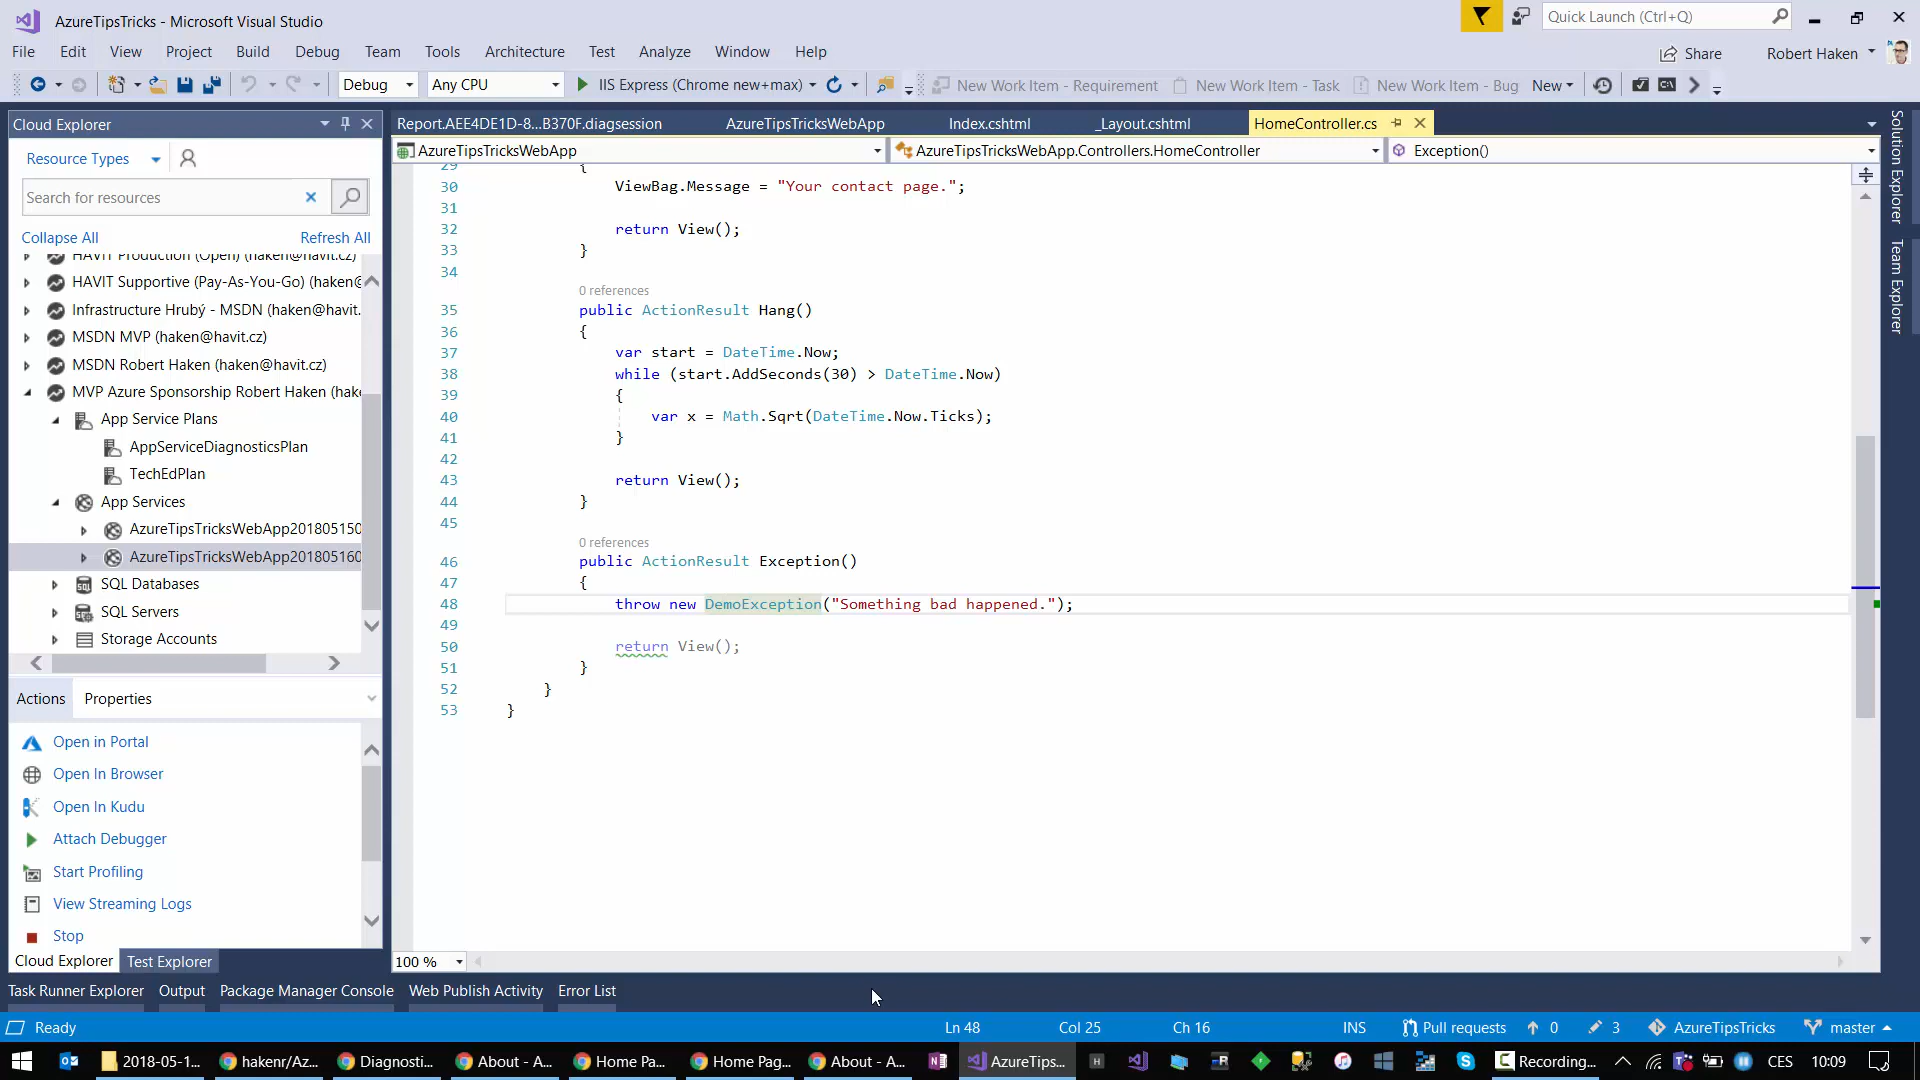 AzureTipsTricks - Microsoft Visual Studio
Quick Launch (Ctrl+Q)
File Edit View Project Build Debug Team Tools Architecture Test Analyze Window Help
Share Robert Haken
Debug Any CPU IIS Express (Chrome new+max) New Work Item - Requirement New Work Item - Task New Work Item - Bug New
Cloud Explorer
Report.AEE4DE1D-8...B370F.diagsession AzureTipsTricksWebApp Index.cshtml _Layout.cshtml HomeController.cs
AzureTipsTricksWebApp AzureTipsTricksWebApp.Controllers.HomeController Exception()
Resource Types
Search for resources
Collapse All Refresh All
HAVIT Production (Open) (haken@havit.cz)
HAVIT Supportive (Pay-As-You-Go) (haken@
Infrastructure Hrubý - MSDN (haken@havit.
MSDN MVP (haken@havit.cz)
MSDN Robert Haken (haken@havit.cz)
MVP Azure Sponsorship Robert Haken (hake
App Service Plans
AppServiceDiagnosticsPlan
TechEdPlan
App Services
AzureTipsTricksWebApp201805150
AzureTipsTricksWebApp201805160
SQL Databases
SQL Servers
Storage Accounts
Actions Properties
Open in Portal
Open In Browser
Open In Kudu
Attach Debugger
Start Profiling
View Streaming Logs
Stop
Cloud Explorer Test Explorer
29 {
30 ViewBag.Message = "Your contact page.";
31
32 return View();
33 }
34
0 references
35 public ActionResult Hang()
36 {
37 var start = DateTime.Now;
38 while (start.AddSeconds(30) > DateTime.Now)
39 {
40 var x = Math.Sqrt(DateTime.Now.Ticks);
41 }
42
43 return View();
44 }
45
0 references
46 public ActionResult Exception()
47 {
48 throw new DemoException("Something bad happened.");
49
50 return View();
51 }
52 }
53 }
100 %
Solution Explorer
Team Explorer
Task Runner Explorer Output Package Manager Console Web Publish Activity Error List
Ready Ln 48 Col 25 Ch 16 INS Pull requests 0 3 AzureTipsTricks master
2018-05-1... hakenr/Az... Diagnosti... About - A... Home Pa... Home Pag... About - A... AzureTips... Recording... CES 10:09